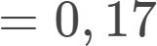 = 0, 17